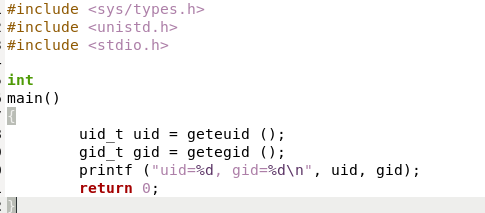 #include <sys/types.h>
#include <unistd.h>
#include <stdio.h>

int
main()
{
        uid_t uid = geteuid ();
        gid_t gid = getegid ();
        printf ("uid=%d, gid=%d\n", uid, gid);
        return 0;
}